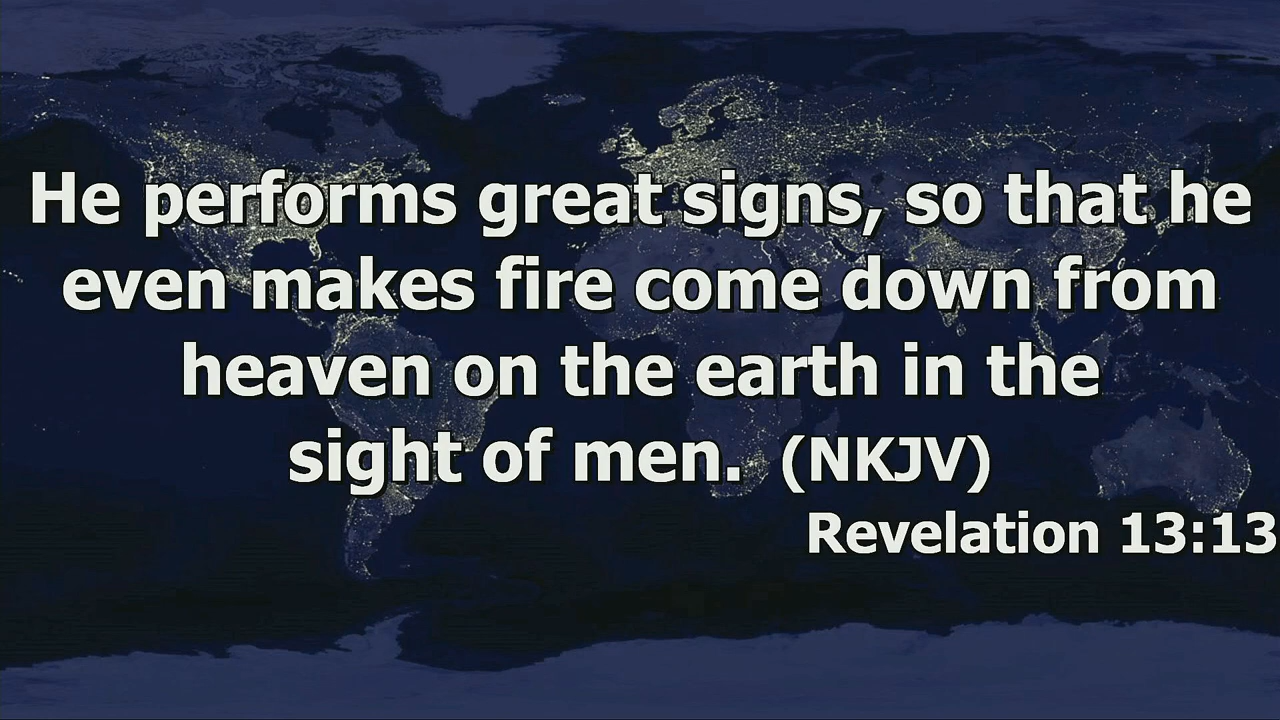 He performs great signs, so that he
even makes fire come down from
heaven on the earth in the
sight of men. (NKJV)
Revelation 13:13